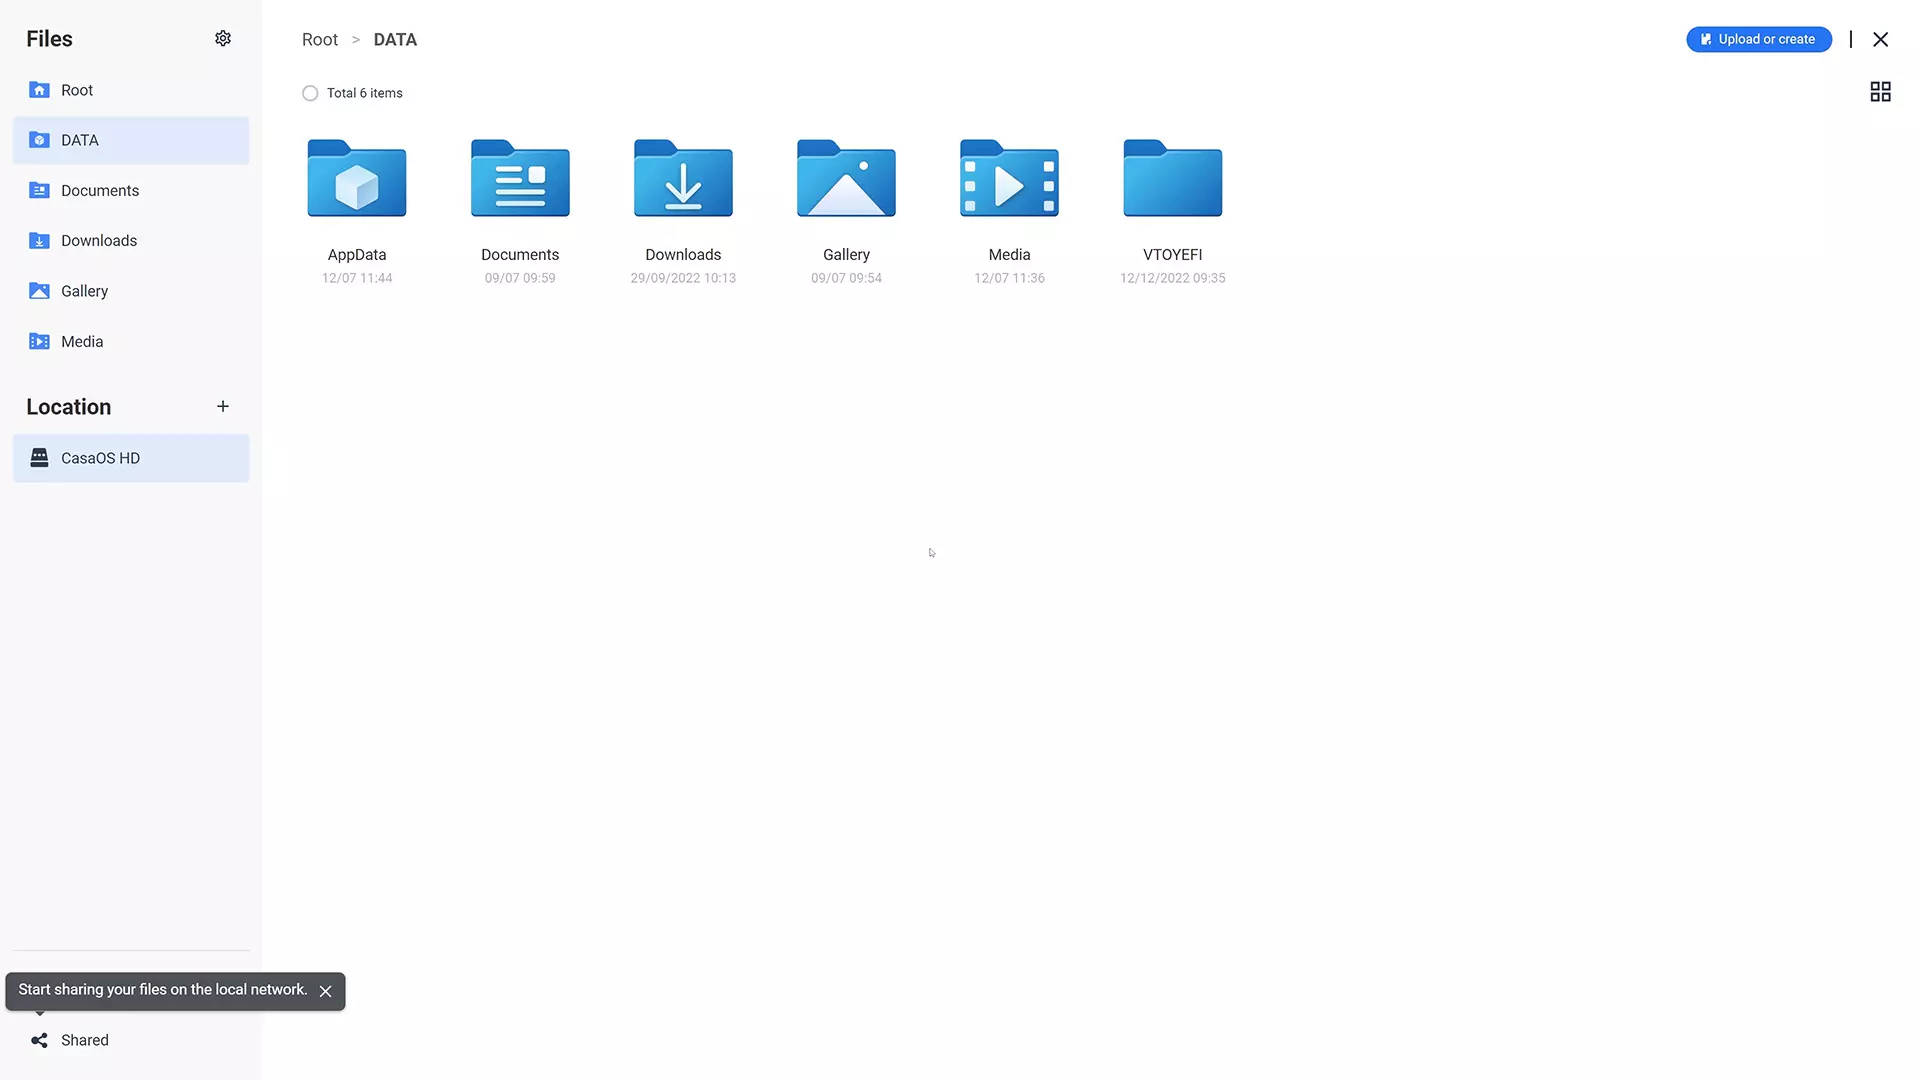 Files
Root
DATA
Documents
Downloads
Gallery
Media
Location
CasaOS HD
Start sharing your files on the local network.
Shared
Root > DATA
Upload or create
Total 6 items
AppData
12/07 11:44
Documents
09/07 09:59
Downloads
29/09/2022 10:13
Gallery
09/07 09:54
Media
12/07 11:36
VTOYEFI
12/12/2022 09:35